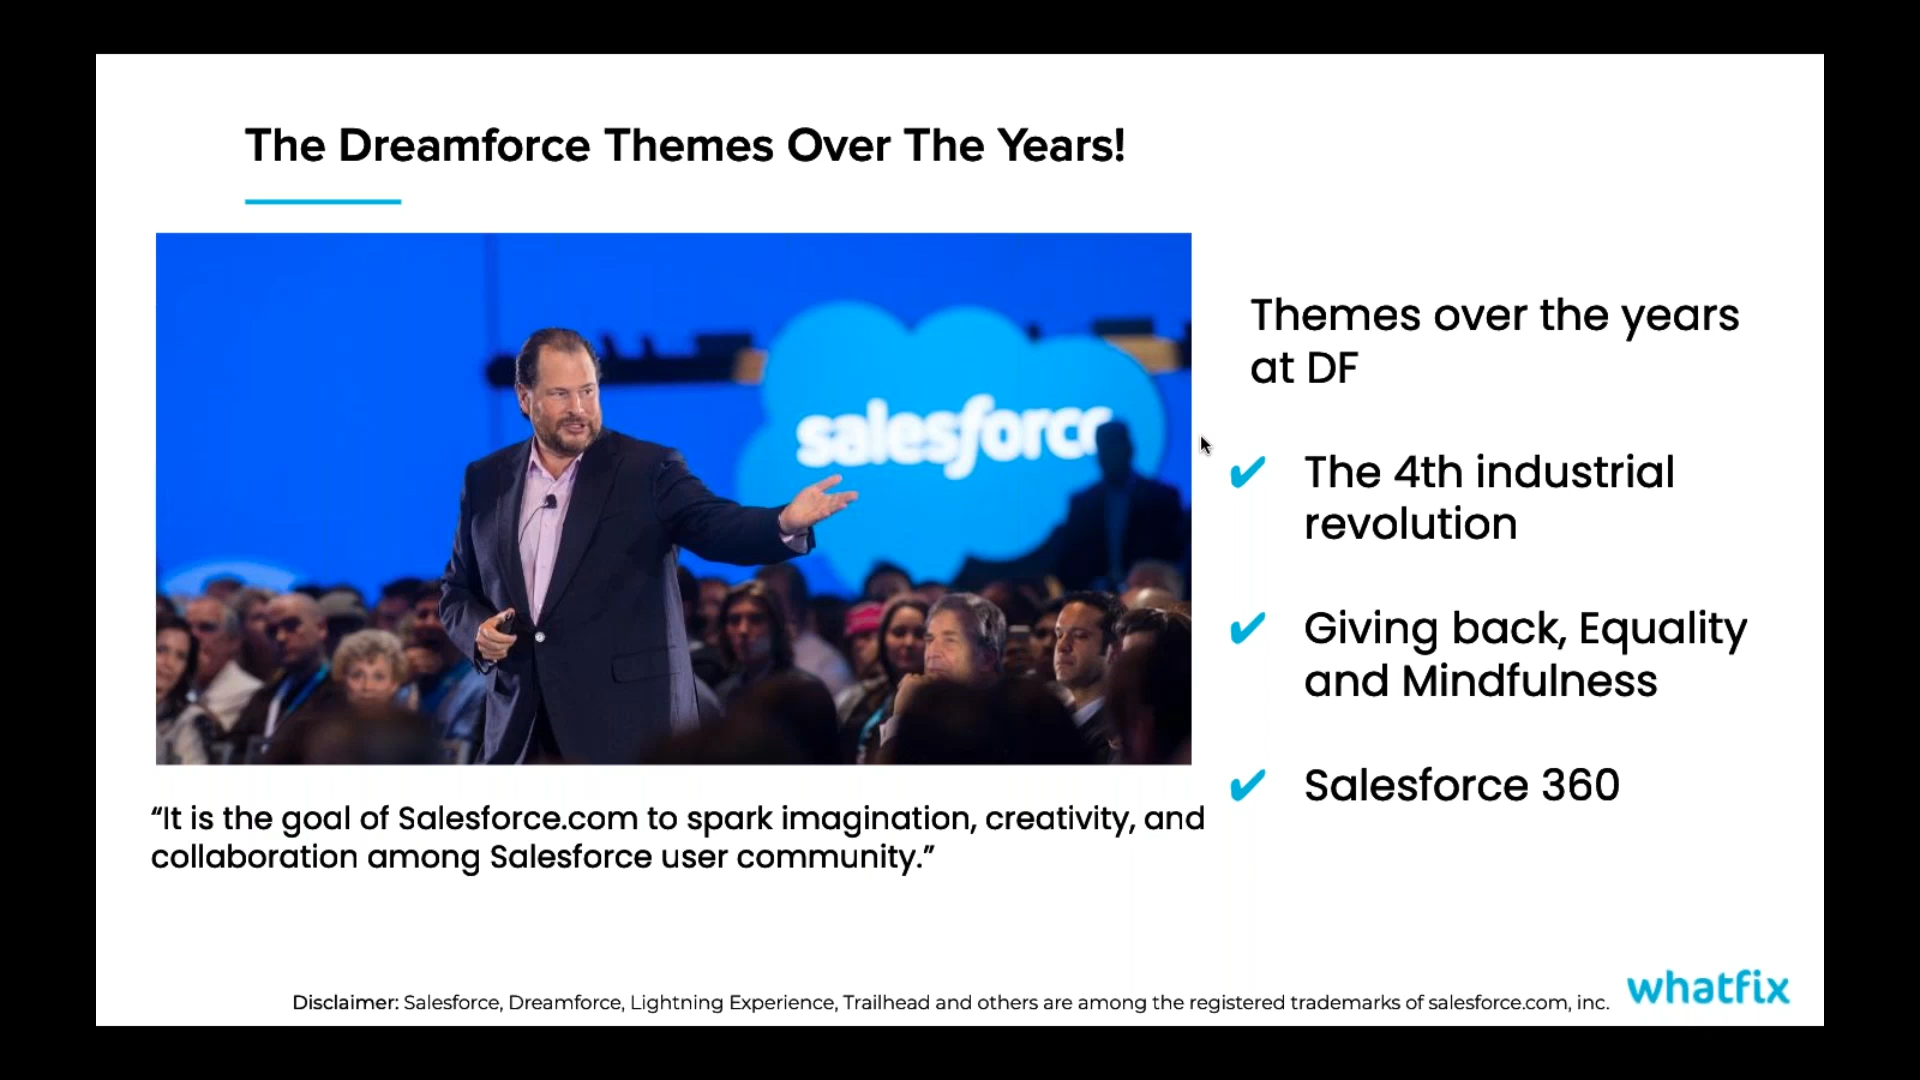 The Dreamforce Themes Over The Years!
salesforce
Themes over the years
at DF
✔ The 4th industrial
revolution
✔ Giving back, Equality
and Mindfulness
✔ Salesforce 360
“It is the goal of Salesforce.com to spark imagination, creativity, and
collaboration among Salesforce user community.”
Disclaimer: Salesforce, Dreamforce, Lightning Experience, Trailhead and others are among the registered trademarks of salesforce.com, inc.
whatfix